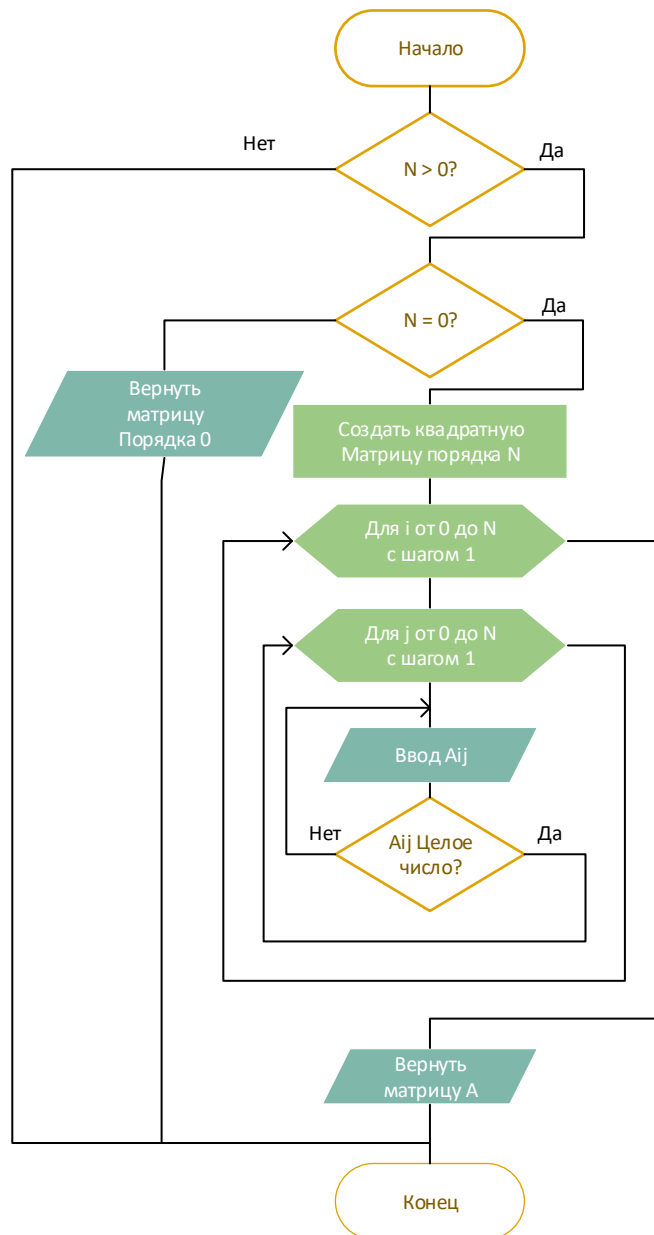 Начало
Нет
Да
N > 0?
N = 0?
Да
Вернуть
матрицу
Порядка 0
Создать квадратную
Матрицу порядка N
Для i от 0 до N
с шагом 1
Для j от 0 до N
с шагом 1
Ввод Aij
Нет
Aij Целое
число?
Да
Вернуть
матрицу А
Конец